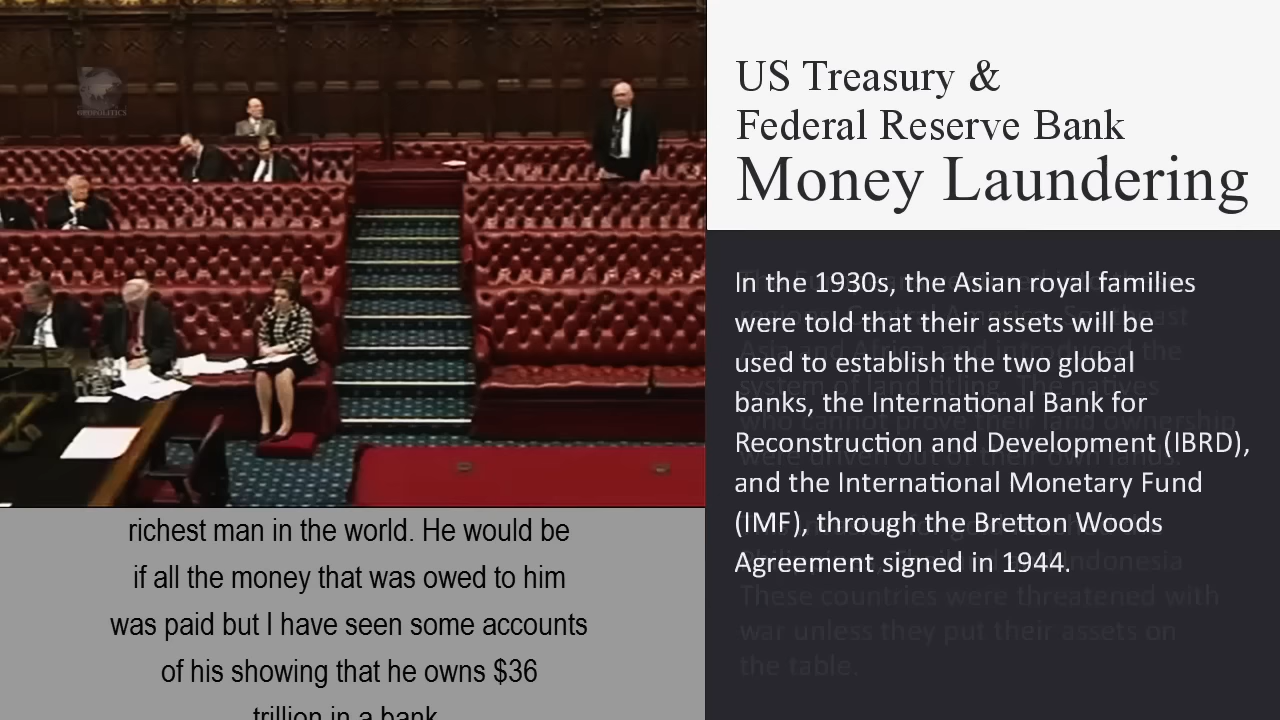 GEOPOLITICS
richest man in the world. He would be
if all the money that was owed to him
was paid but I have seen some accounts
of his showing that he owns $36
trillion in a bank.
US Treasury &
Federal Reserve Bank
Money Laundering
In the 1930s, the Asian royal families
were told that their assets will be
used to establish the two global
banks, the International Bank for
Reconstruction and Development (IBRD),
and the International Monetary Fund
(IMF), through the Bretton Woods
Agreement signed in 1944.
These countries were threatened with
war unless they put their assets on
the table.